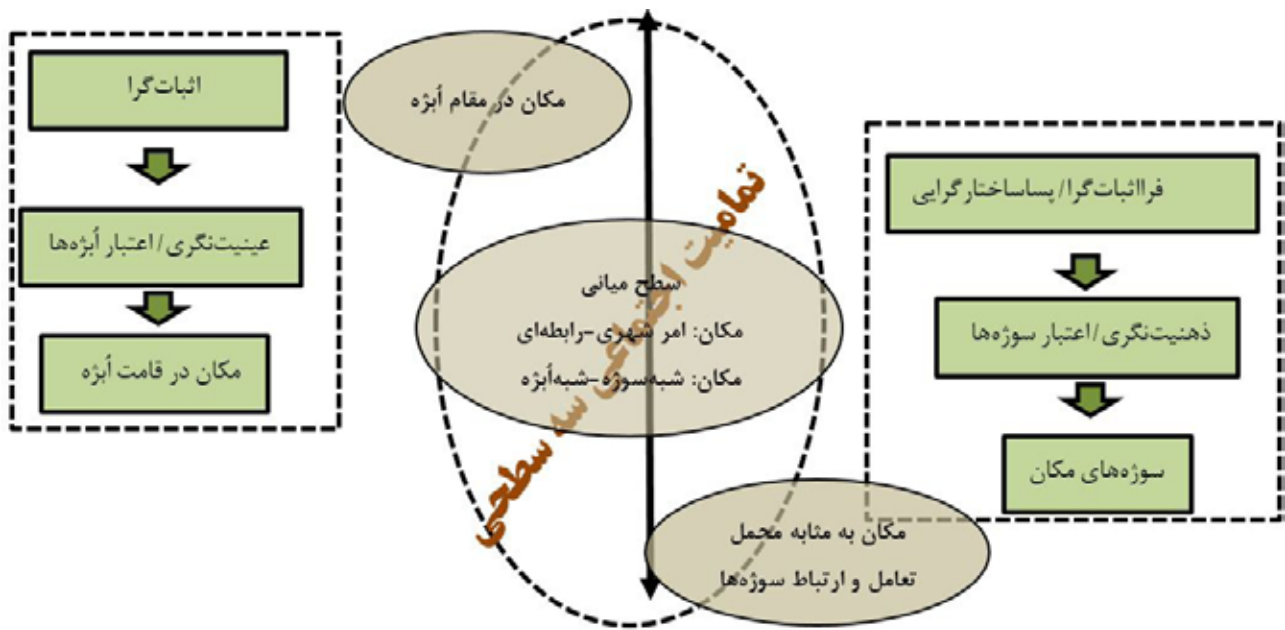 فرااثبات‌گرا/ پساساختارگرایی
ذهنیت‌نگری/ اعتبار سوژه‌ها
سوژه‌های مکان
مکان در مقام اُبژه
سطح میانی
مکان: امر شهری-رابطه‌ای
مکان: شبه‌سوژه-شبه‌اُبژه
مکان به مثابه محمل
تعامل و ارتباط سوژه‌ها
تمامیت اجتماعی سه سطحی
اثبات‌گرا
عینیت‌نگری/ اعتبار اُبژه‌ها
مکان در قامت اُبژه